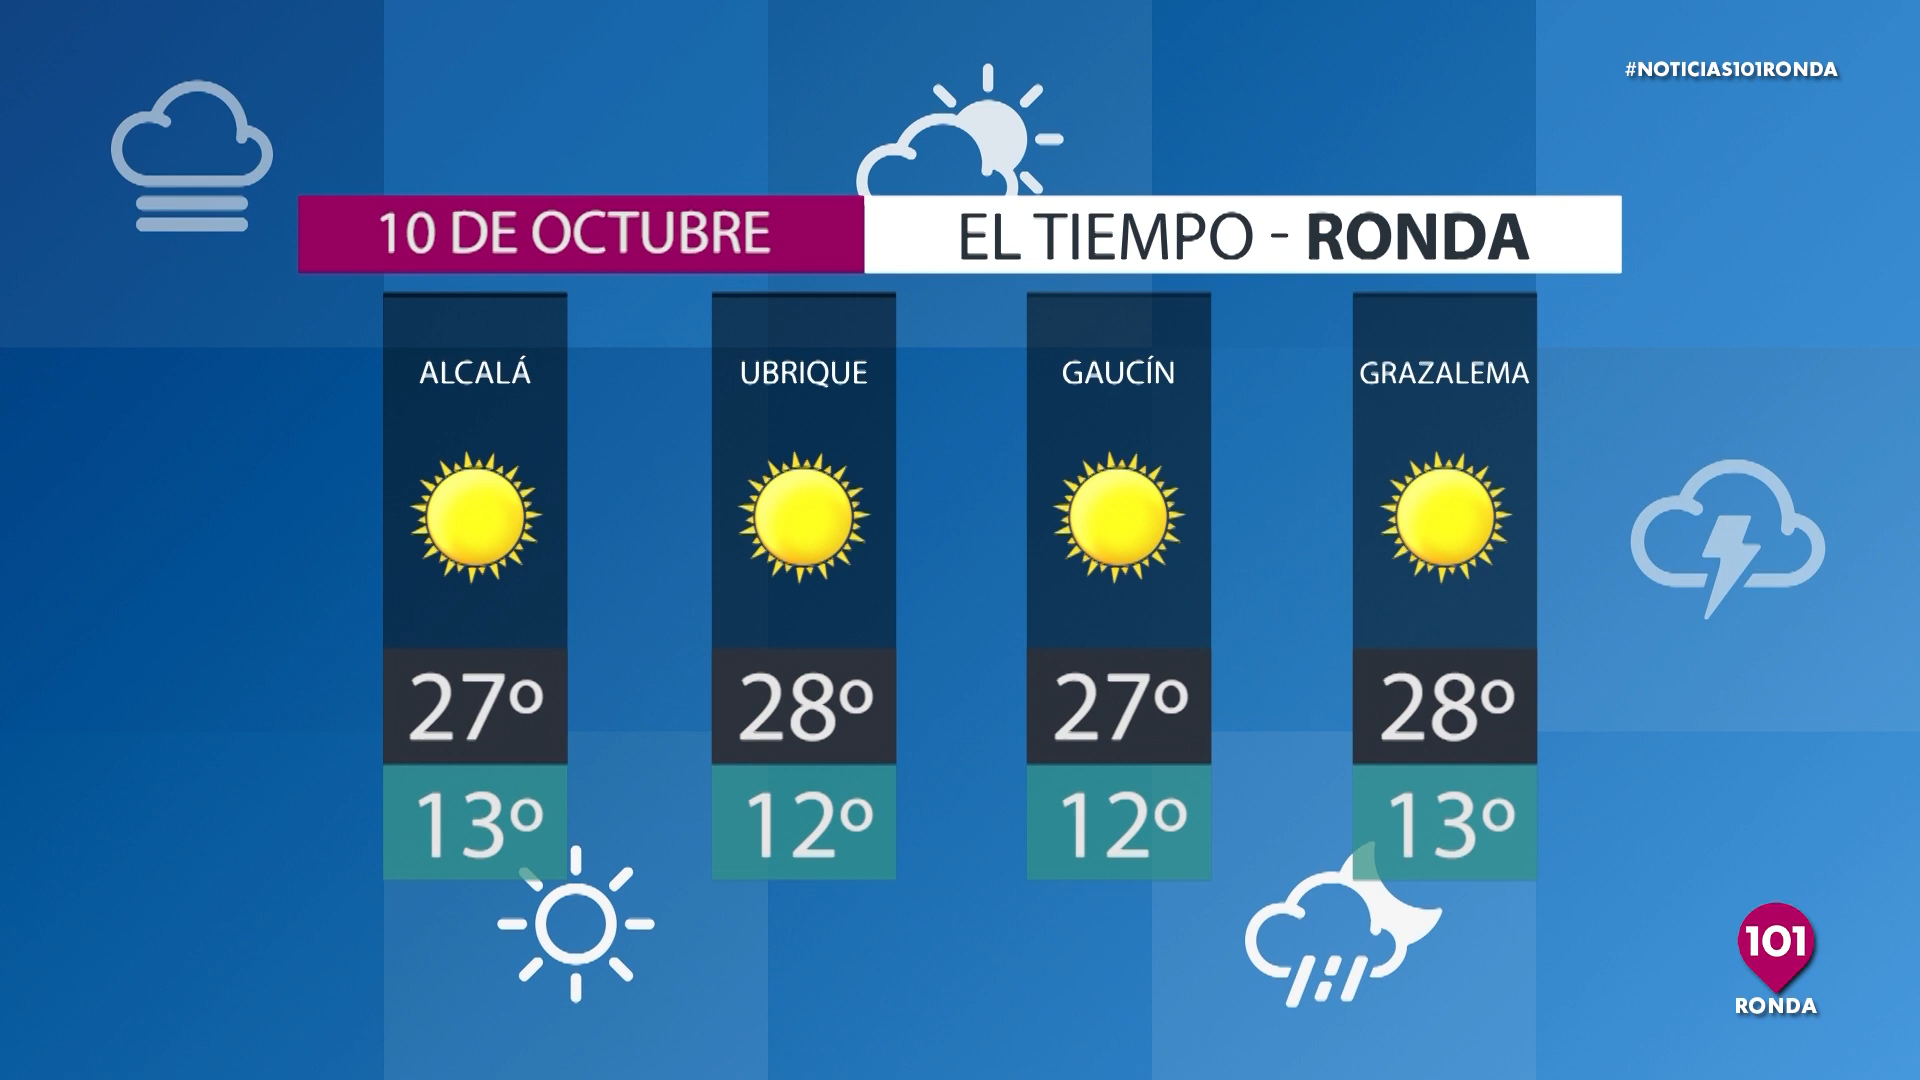 #NOTICIAS101RONDA
10 DE OCTUBRE
EL TIEMPO - RONDA
ALCALÁ
UBRIQUE
GAUCÍN
GRAZALEMA
27º
28º
27º
28º
13º
12º
12º
13º
101
RONDA